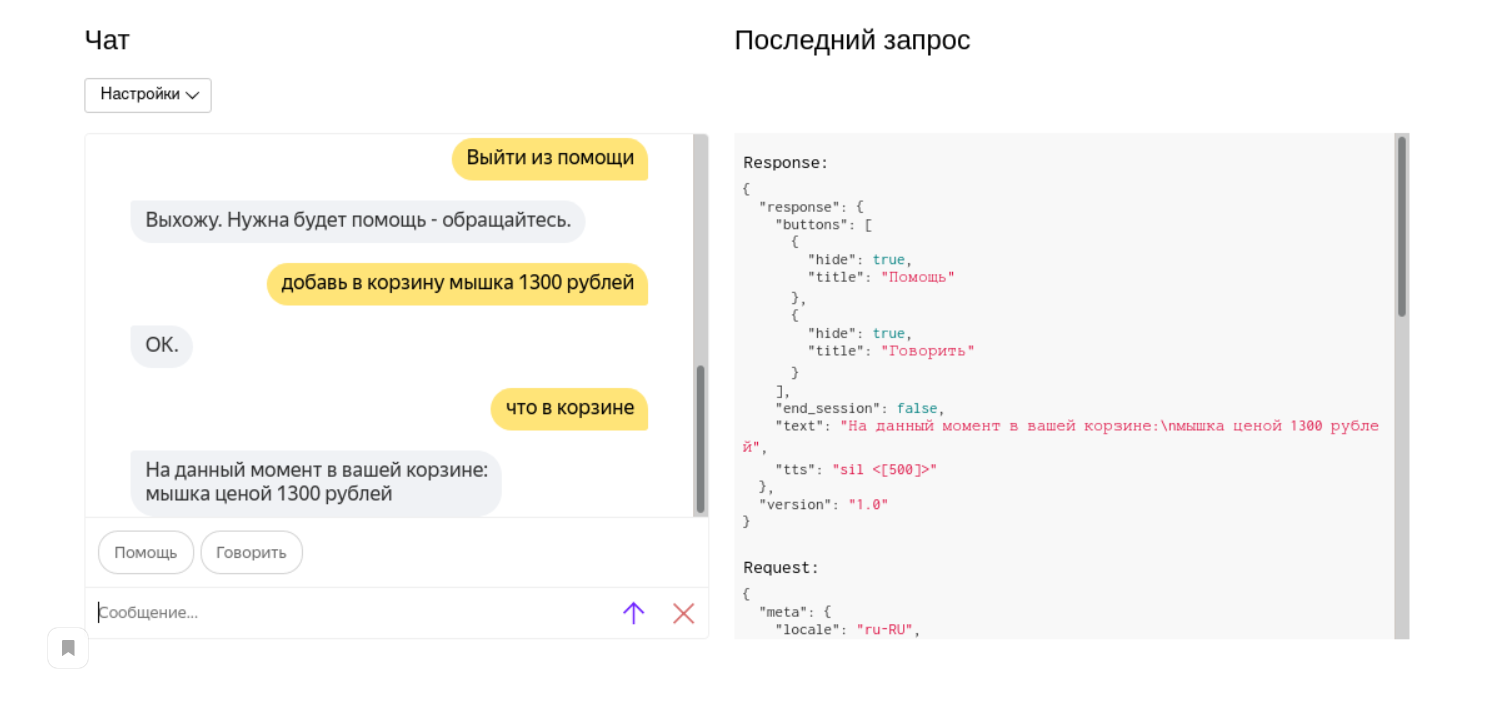 Чат
Настройки
Выйти из помощи
Выхожу. Нужна будет помощь - обращайтесь.
добавь в корзину мышка 1300 рублей
ОК.
что в корзине
На данный момент в вашей корзине:
мышка ценой 1300 рублей
Помощь
Говорить
Сообщение...
Последний запрос
Response:
{
"response": {
"buttons": [
{
"hide": true,
"title": "Помощь"
},
{
"hide": true,
"title": "Говорить"
}
],
"end_session": false,
"text": "На данный момент в вашей корзине:\nмышка ценой 1300 рубле
й",
"tts": "sil <[500]>"
},
"version": "1.0"
}
Request:
{
"meta": {
"locale": "ru-RU",